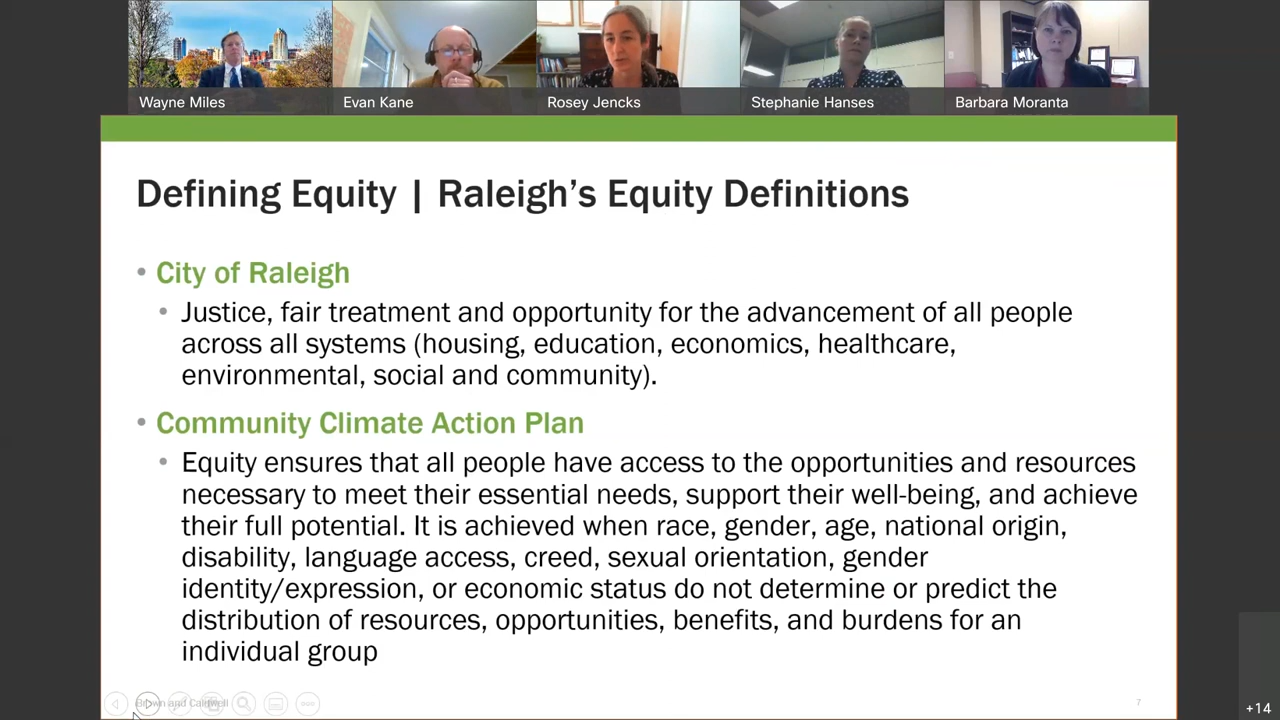 Wayne Miles
Evan Kane
Rosey Jencks
Stephanie Hanses
Barbara Moranta
Defining Equity | Raleigh's Equity Definitions
• City of Raleigh
• Justice, fair treatment and opportunity for the advancement of all people
across all systems (housing, education, economics, healthcare,
environmental, social and community).
• Community Climate Action Plan
• Equity ensures that all people have access to the opportunities and resources
necessary to meet their essential needs, support their well-being, and achieve
their full potential. It is achieved when race, gender, age, national origin,
disability, language access, creed, sexual orientation, gender
identity/expression, or economic status do not determine or predict the
distribution of resources, opportunities, benefits, and burdens for an
individual group
Brown and Caldwell
7
+14